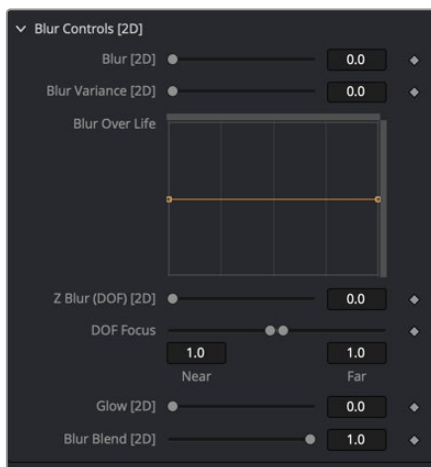 Blur Controls [2D]
Blur [2D] 0.0
Blur Variance [2D] 0.0
Blur Over Life
Z Blur (DOF) [2D] 0.0
DOF Focus
1.0 1.0
Near Far
Glow [2D] 0.0
Blur Blend [2D] 1.0